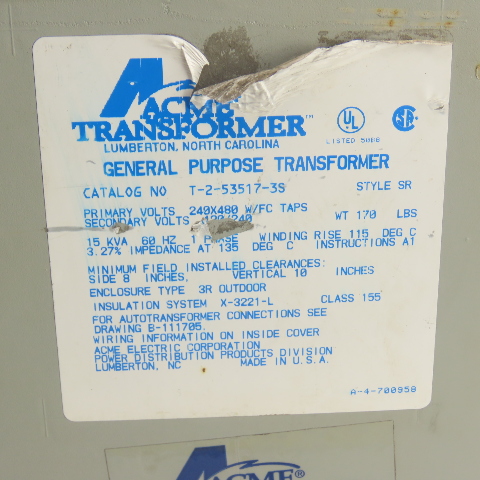 ACME
TRANSFORMER™
LUMBERTON, NORTH CAROLINA
UL
LISTED 50H8
SA
GENERAL PURPOSE TRANSFORMER
CATALOG NO T-2-53517-3S STYLE SR
PRIMARY VOLTS 240X480 W/FC TAPS
SECONDARY VOLTS 120/240 WT 170 LBS
15 KVA 60 HZ 1 PHASE WINDING RISE 115 DEG C
3.27% IMPEDANCE AT 135 DEG C INSTRUCTIONS A1
MINIMUM FIELD INSTALLED CLEARANCES:
SIDE 8 INCHES, VERTICAL 10 INCHES
ENCLOSURE TYPE 3R OUTDOOR
INSULATION SYSTEM X-3221-L CLASS 155
FOR AUTOTRANSFORMER CONNECTIONS SEE
DRAWING B-111705.
WIRING INFORMATION ON INSIDE COVER
ACME ELECTRIC CORPORATION
POWER DISTRIBUTION PRODUCTS DIVISION
LUMBERTON, NC MADE IN U.S.A.
A-4-700958
ACME®